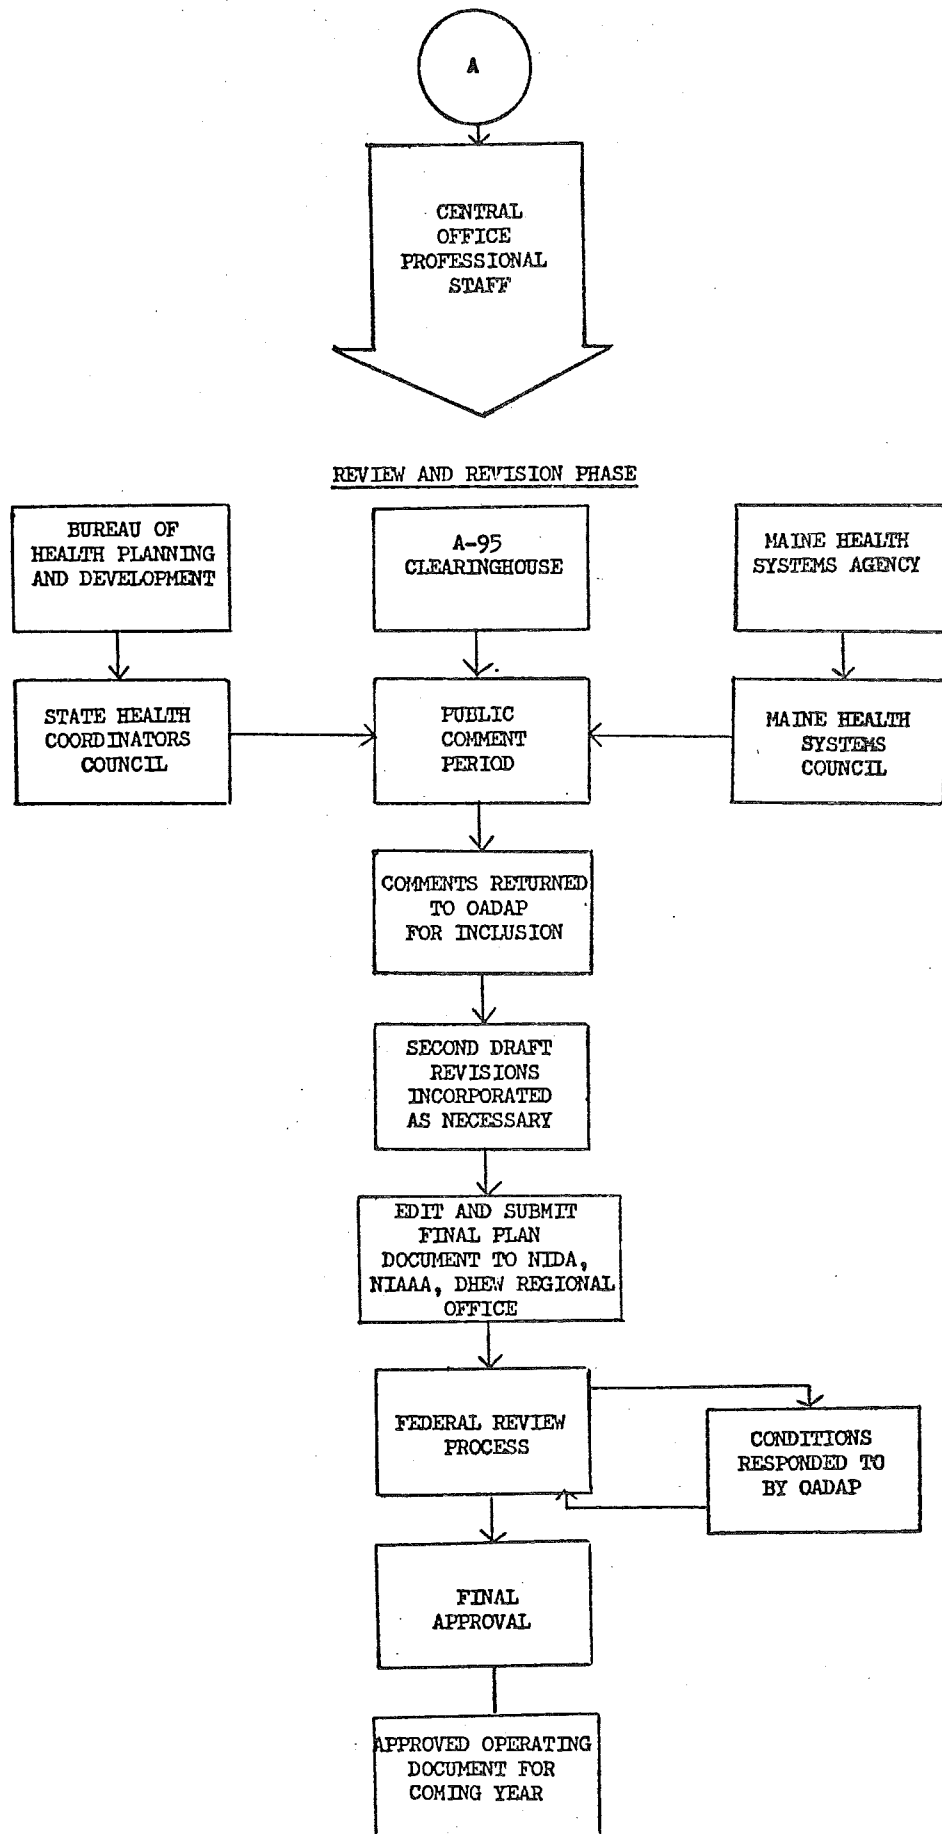 A
CENTRAL
OFFICE
PROFESSIONAL
STAFF
REVIEW AND REVISION PHASE
BUREAU OF
HEALTH PLANNING
AND DEVELOPMENT
A-95
CLEARINGHOUSE
MAINE HEALTH
SYSTEMS AGENCY
STATE HEALTH
COORDINATORS
COUNCIL
PUBLIC
COMMENT
PERIOD
MAINE HEALTH
SYSTEMS
COUNCIL
COMMENTS RETURNED
TO OADAP
FOR INCLUSION
SECOND DRAFT
REVISIONS
INCORPORATED
AS NECESSARY
EDIT AND SUBMIT
FINAL PLAN
DOCUMENT TO NIDA,
NIAAA, DHEW REGIONAL
OFFICE
FEDERAL REVIEW
PROCESS
CONDITIONS
RESPONDED TO
BY OADAP
FINAL
APPROVAL
APPROVED OPERATING
DOCUMENT FOR
COMING YEAR